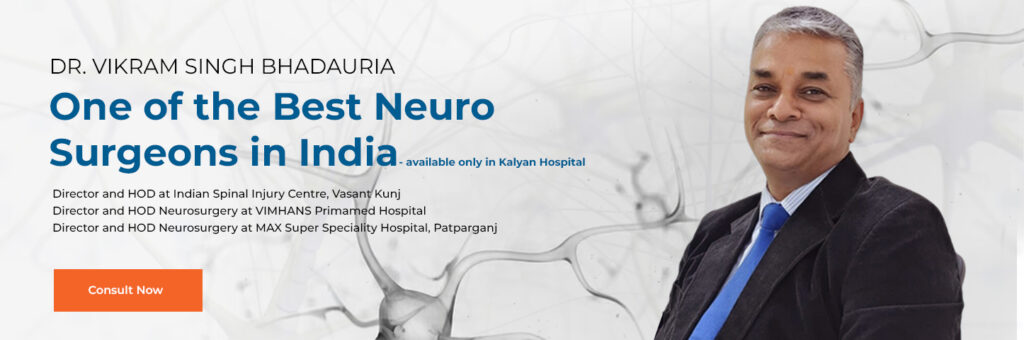 DR. VIKRAM SINGH BHADAURIA
One of the Best Neuro
Surgeons in India - available only in Kalyan Hospital
Director and HOD at Indian Spinal Injury Centre, Vasant Kunj
Director and HOD Neurosurgery at VIMHANS Primamed Hospital
Director and HOD Neurosurgery at MAX Super Speciality Hospital, Patparganj
Consult Now